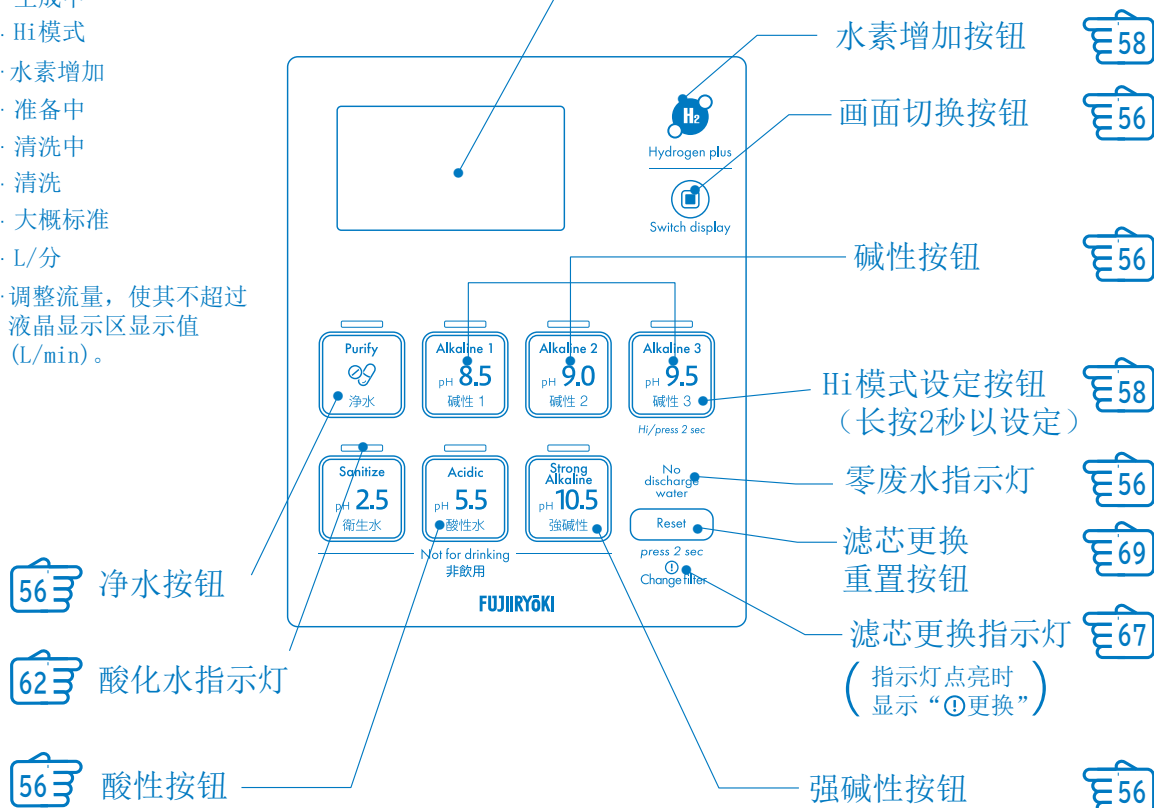 · Hi模式
· 水素增加
· 准备中
· 清洗中
· 清洗
· 大概标准
· L/分
· 调整流量，使其不超过
液晶显示区显示值
(L/min)。
水素增加按钮
58
画面切换按钮
56
碱性按钮
56
Hi模式设定按钮
（长按2秒以设定）
58
零废水指示灯
56
滤芯更换
重置按钮
69
滤芯更换指示灯
67
(指示灯点亮时
显示“①更换”)
强碱性按钮
56
56
净水按钮
62
酸化水指示灯
56
酸性按钮
H2
Hydrogen plus
Switch display
Purify
净水
Alkaline 1
pH 8.5
碱性 1
Alkaline 2
pH 9.0
碱性 2
Alkaline 3
pH 9.5
碱性 3
Hi/press 2 sec
Sanitize
pH 2.5
衛生水
Acidic
pH 5.5
酸性水
Strong
Alkaline
pH 10.5
強碱性
No
discharge
water
Reset
press 2 sec
Change filter
Not for drinking
非飲用
FUJIIRYōKI